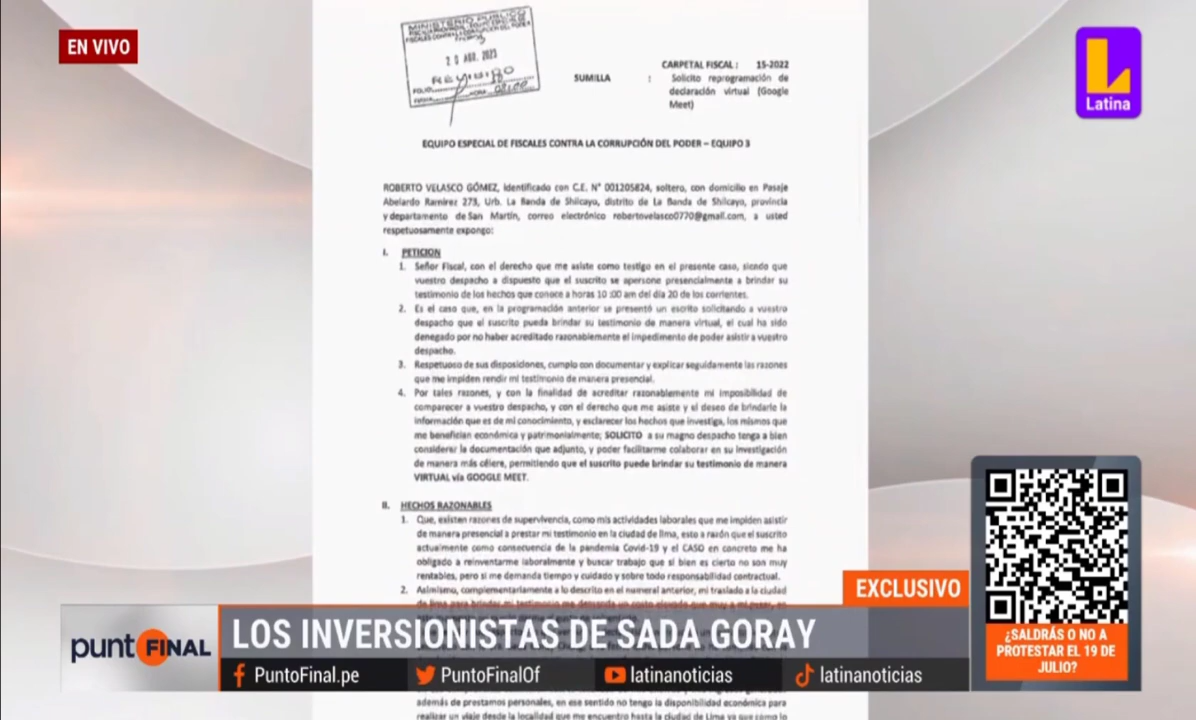 EN VIVO
Latina
MINISTERIO PÚBLICO
20 ABR. 2023
CARPETAL FISCAL : 15-2022
SUMILLA : Solicito reprogramación de
declaración virtual (Google
Meet)
EQUIPO ESPECIAL DE FISCALES CONTRA LA CORRUPCIÓN DEL PODER – EQUIPO 3
ROBERTO VELASCO GÓMEZ, identificado con C.E. N° 001205824, soltero, con domicilio en Pasaje
Abelardo Ramirez 273, Urb. La Banda de Shilcayo, distrito de La Banda de Shilcayo, provincia
y departamento de San Martín, correo electrónico robertovelasco0770@gmail.com, a usted
respetuosamente expongo:
I. PETICION
1. Señor Fiscal, con el derecho que me asiste como testigo en el presente caso, siendo que
vuestro despacho a dispuesto que el suscrito se apersone presencialmente a brindar su
testimonio de los hechos que conoce a horas 10 :00 am del día 20 de los corrientes.
2. Es el caso que, en la programación anterior se presentó un escrito solicitando a vuestro
despacho que el suscrito pueda brindar su testimonio de manera virtual, el cual ha sido
denegado por no haber acreditado razonablemente el impedimento de poder asistir a vuestro
despacho.
3. Respetuoso de sus disposiciones, cumplo con documentar y explicar seguidamente las razones
que me impiden rendir mi testimonio de manera presencial.
4. Por tales razones, y con la finalidad de acreditar razonablemente mi imposibilidad de
comparecer a vuestro despacho, y con el derecho que me asiste y el deseo de brindarle la
información que es de mi conocimiento, y esclarecer los hechos que investiga, los mismos que
me benefician económica y patrimonialmente; SOLICITO a su magno despacho tenga a bien
considerar la documentación que adjunto, y poder facilitarme colaborar en su investigación
de manera más célere, permitiendo que el suscrito puede brindar su testimonio de manera
VIRTUAL vía GOOGLE MEET.
II. HECHOS RAZONABLES
1. Que, existen razones de supervivencia, como mis actividades laborales que me impiden asistir
de manera presencial a prestar mi testimonio en la ciudad de lima, esto a razón que el suscrito
actualmente como consecuencia de la pandemia Covid-19 y el CASO en concreto me ha
obligado a reinventarme laboralmente y buscar trabajo que si bien es cierto no son muy
rentables, pero si me demanda tiempo y cuidado y sobre todo responsabilidad contractual.
2. Asimismo, complementariamente a lo descrito en el numeral anterior, mi traslado a la ciudad
EXCLUSIVO
punto FINAL
LOS INVERSIONISTAS DE SADA GORAY
PuntoFinal.pe PuntoFinalOf latinanoticias latinanoticias
¿SALDRÁS O NO A
PROTESTAR EL 19 DE
JULIO?
además de prestamos personales, en ese sentido no tengo la disponibilidad económica para
realizar un viaje desde la localidad que me encuentro hasta la ciudad de Lima ya que como lo